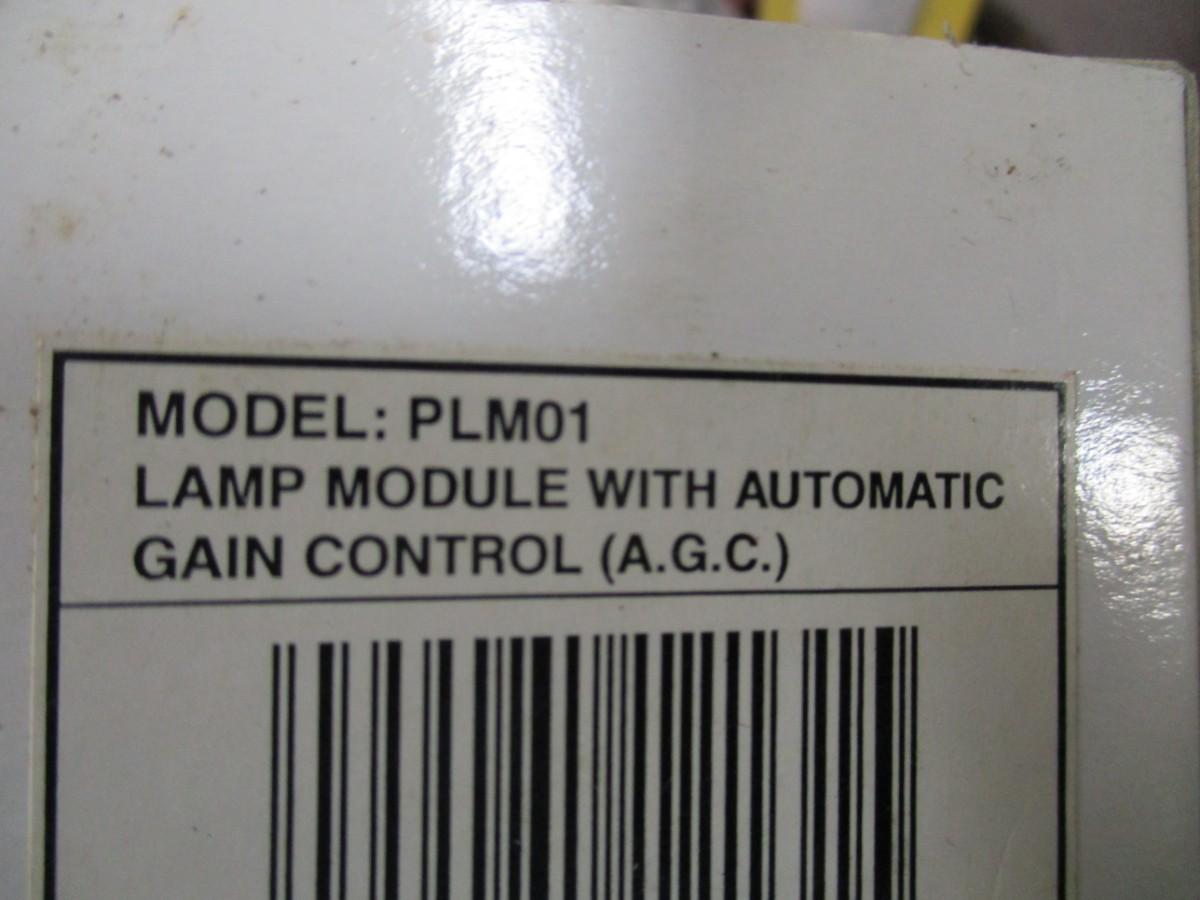 MODEL: PLM01
LAMP MODULE WITH AUTOMATIC
GAIN CONTROL (A.G.C.)